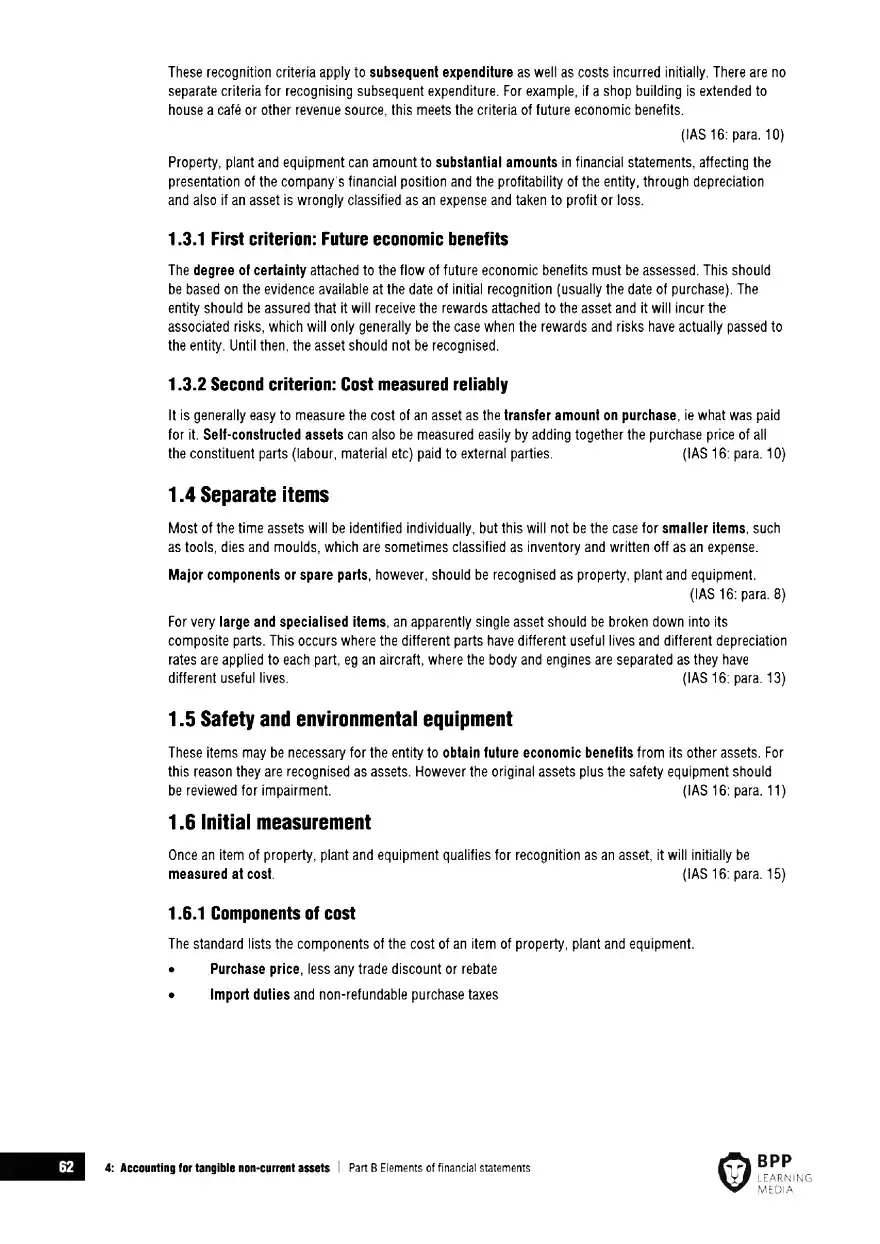 These recognition criteria apply to subsequent expenditure as well as costs incurred initially. There are no
separate criteria for recognising subsequent expenditure. For example, if a shop building is extended to
house a café or other revenue source, this meets the criteria of future economic benefits.
(IAS 16: para. 10)
Property, plant and equipment can amount to substantial amounts in financial statements, affecting the
presentation of the company's financial position and the profitability of the entity, through depreciation
and also if an asset is wrongly classified as an expense and taken to profit or loss.
1.3.1 First criterion: Future economic benefits
The degree of certainty attached to the flow of future economic benefits must be assessed. This should
be based on the evidence available at the date of initial recognition (usually the date of purchase). The
entity should be assured that it will receive the rewards attached to the asset and it will incur the
associated risks, which will only generally be the case when the rewards and risks have actually passed to
the entity. Until then, the asset should not be recognised.
1.3.2 Second criterion: Cost measured reliably
It is generally easy to measure the cost of an asset as the transfer amount on purchase, ie what was paid
for it. Self-constructed assets can also be measured easily by adding together the purchase price of all
the constituent parts (labour, material etc) paid to external parties. (IAS 16: para. 10)
1.4 Separate items
Most of the time assets will be identified individually, but this will not be the case for smaller items, such
as tools, dies and moulds, which are sometimes classified as inventory and written off as an expense.
Major components or spare parts, however, should be recognised as property, plant and equipment.
(IAS 16: para. 8)
For very large and specialised items, an apparently single asset should be broken down into its
composite parts. This occurs where the different parts have different useful lives and different depreciation
rates are applied to each part, eg an aircraft, where the body and engines are separated as they have
different useful lives. (IAS 16: para. 13)
1.5 Safety and environmental equipment
These items may be necessary for the entity to obtain future economic benefits from its other assets. For
this reason they are recognised as assets. However the original assets plus the safety equipment should
be reviewed for impairment. (IAS 16: para. 11)
1.6 Initial measurement
Once an item of property, plant and equipment qualifies for recognition as an asset, it will initially be
measured at cost. (IAS 16: para. 15)
1.6.1 Components of cost
The standard lists the components of the cost of an item of property, plant and equipment.
• Purchase price, less any trade discount or rebate
• Import duties and non-refundable purchase taxes
62 4: Accounting for tangible non-current assets | Part B Elements of financial statements
BPP
LEARNING
MEDIA